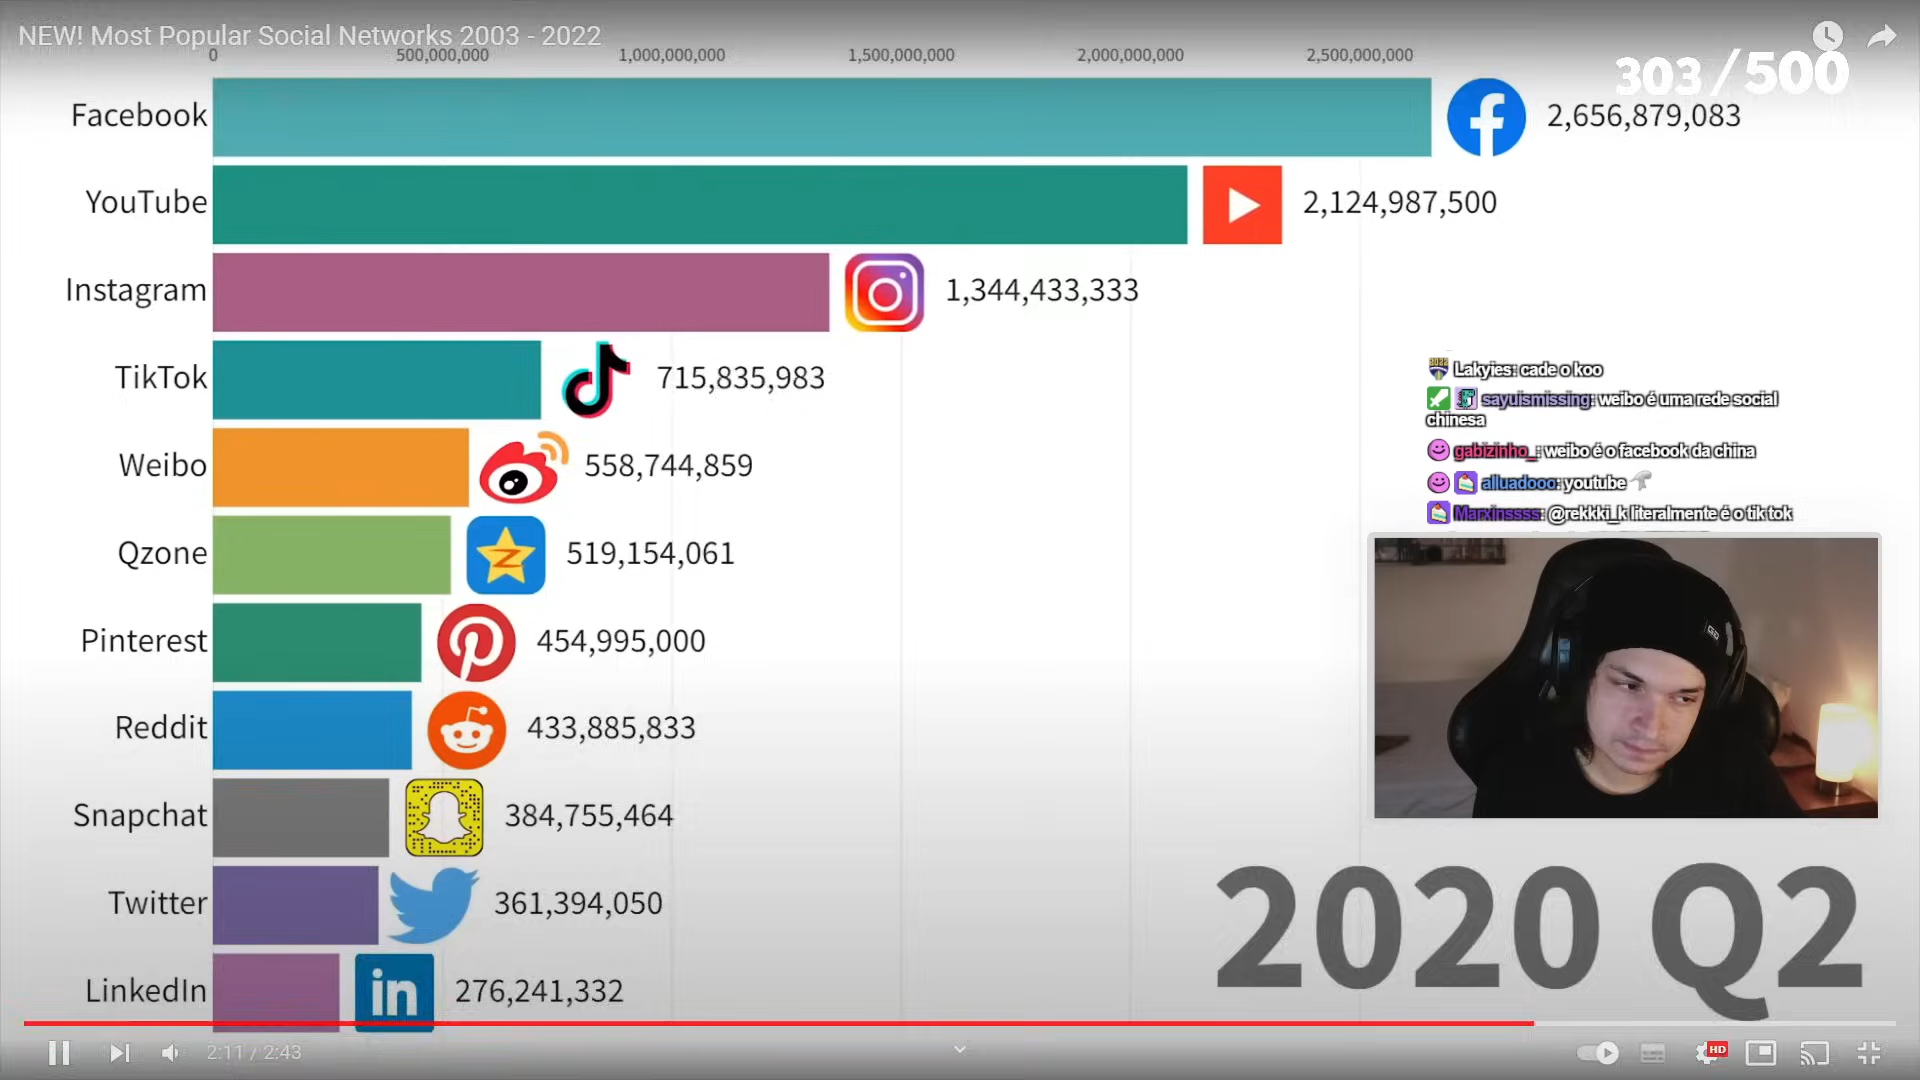 NEW! Most Popular Social Networks 2003 - 2022
0 500,000,000 1,000,000,000 1,500,000,000 2,000,000,000 2,500,000,000
303/500
Facebook 2,656,879,083
YouTube 2,124,987,500
Instagram 1,344,433,333
TikTok 715,835,983
Weibo 558,744,859
Qzone 519,154,061
Pinterest 454,995,000
Reddit 433,885,833
Snapchat 384,755,464
Twitter 361,394,050
LinkedIn in 276,241,332
Lakyies: cade o koo
sayuismissing: weibo é uma rede social
chinesa
gabizinho_: weibo é o facebook da china
alluadooo: youtube
Marxinssss: @rekkki_k literalmente é o tik tok
2020 Q2
2:11 / 2:43
HD